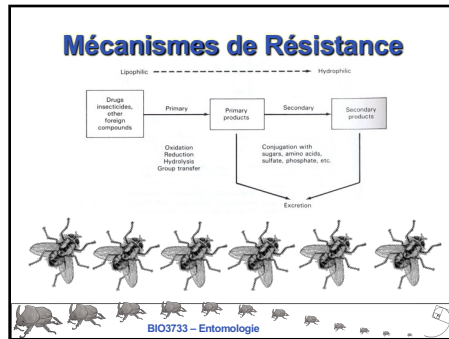 Mécanismes de Résistance
Lipophilic Hydrophilic
Drugs
insecticides,
other
foreign
compounds
Primary
Primary
products
Secondary
Secondary
products
Oxidation
Reduction
Hydrolysis
Group transfer
Conjugation with
sugars, amino acids,
sulfate, phosphate, etc.
Excretion
BIO3733 – Entomologie